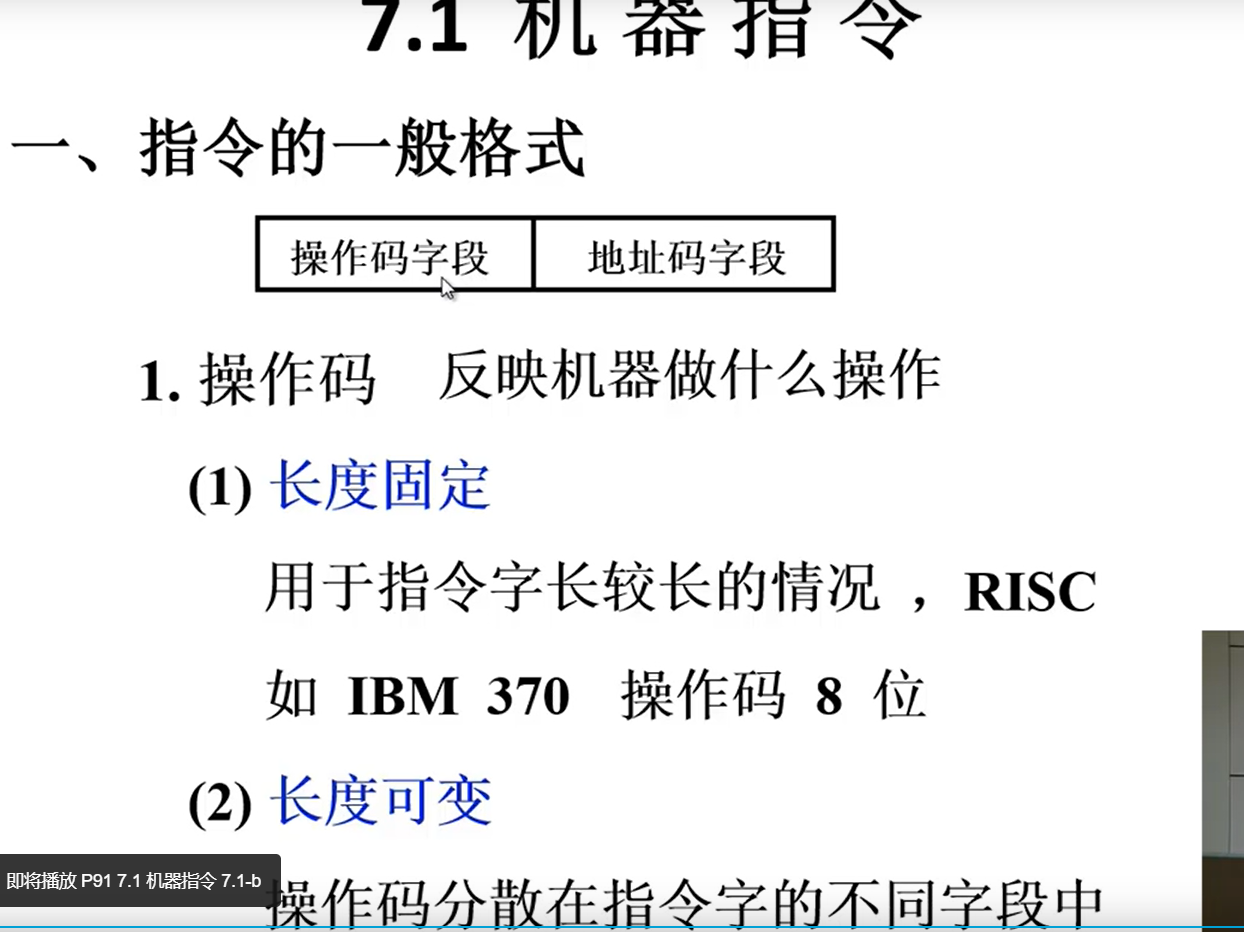 7.1 机器指令
一、指令的一般格式
操作码字段 地址码字段
1. 操作码 反映机器做什么操作
(1) 长度固定
用于指令字长较长的情况 ，RISC
如 IBM 370 操作码 8 位
(2) 长度可变
操作码分散在指令字的不同字段中
即将播放 P91 7.1 机器指令 7.1-b